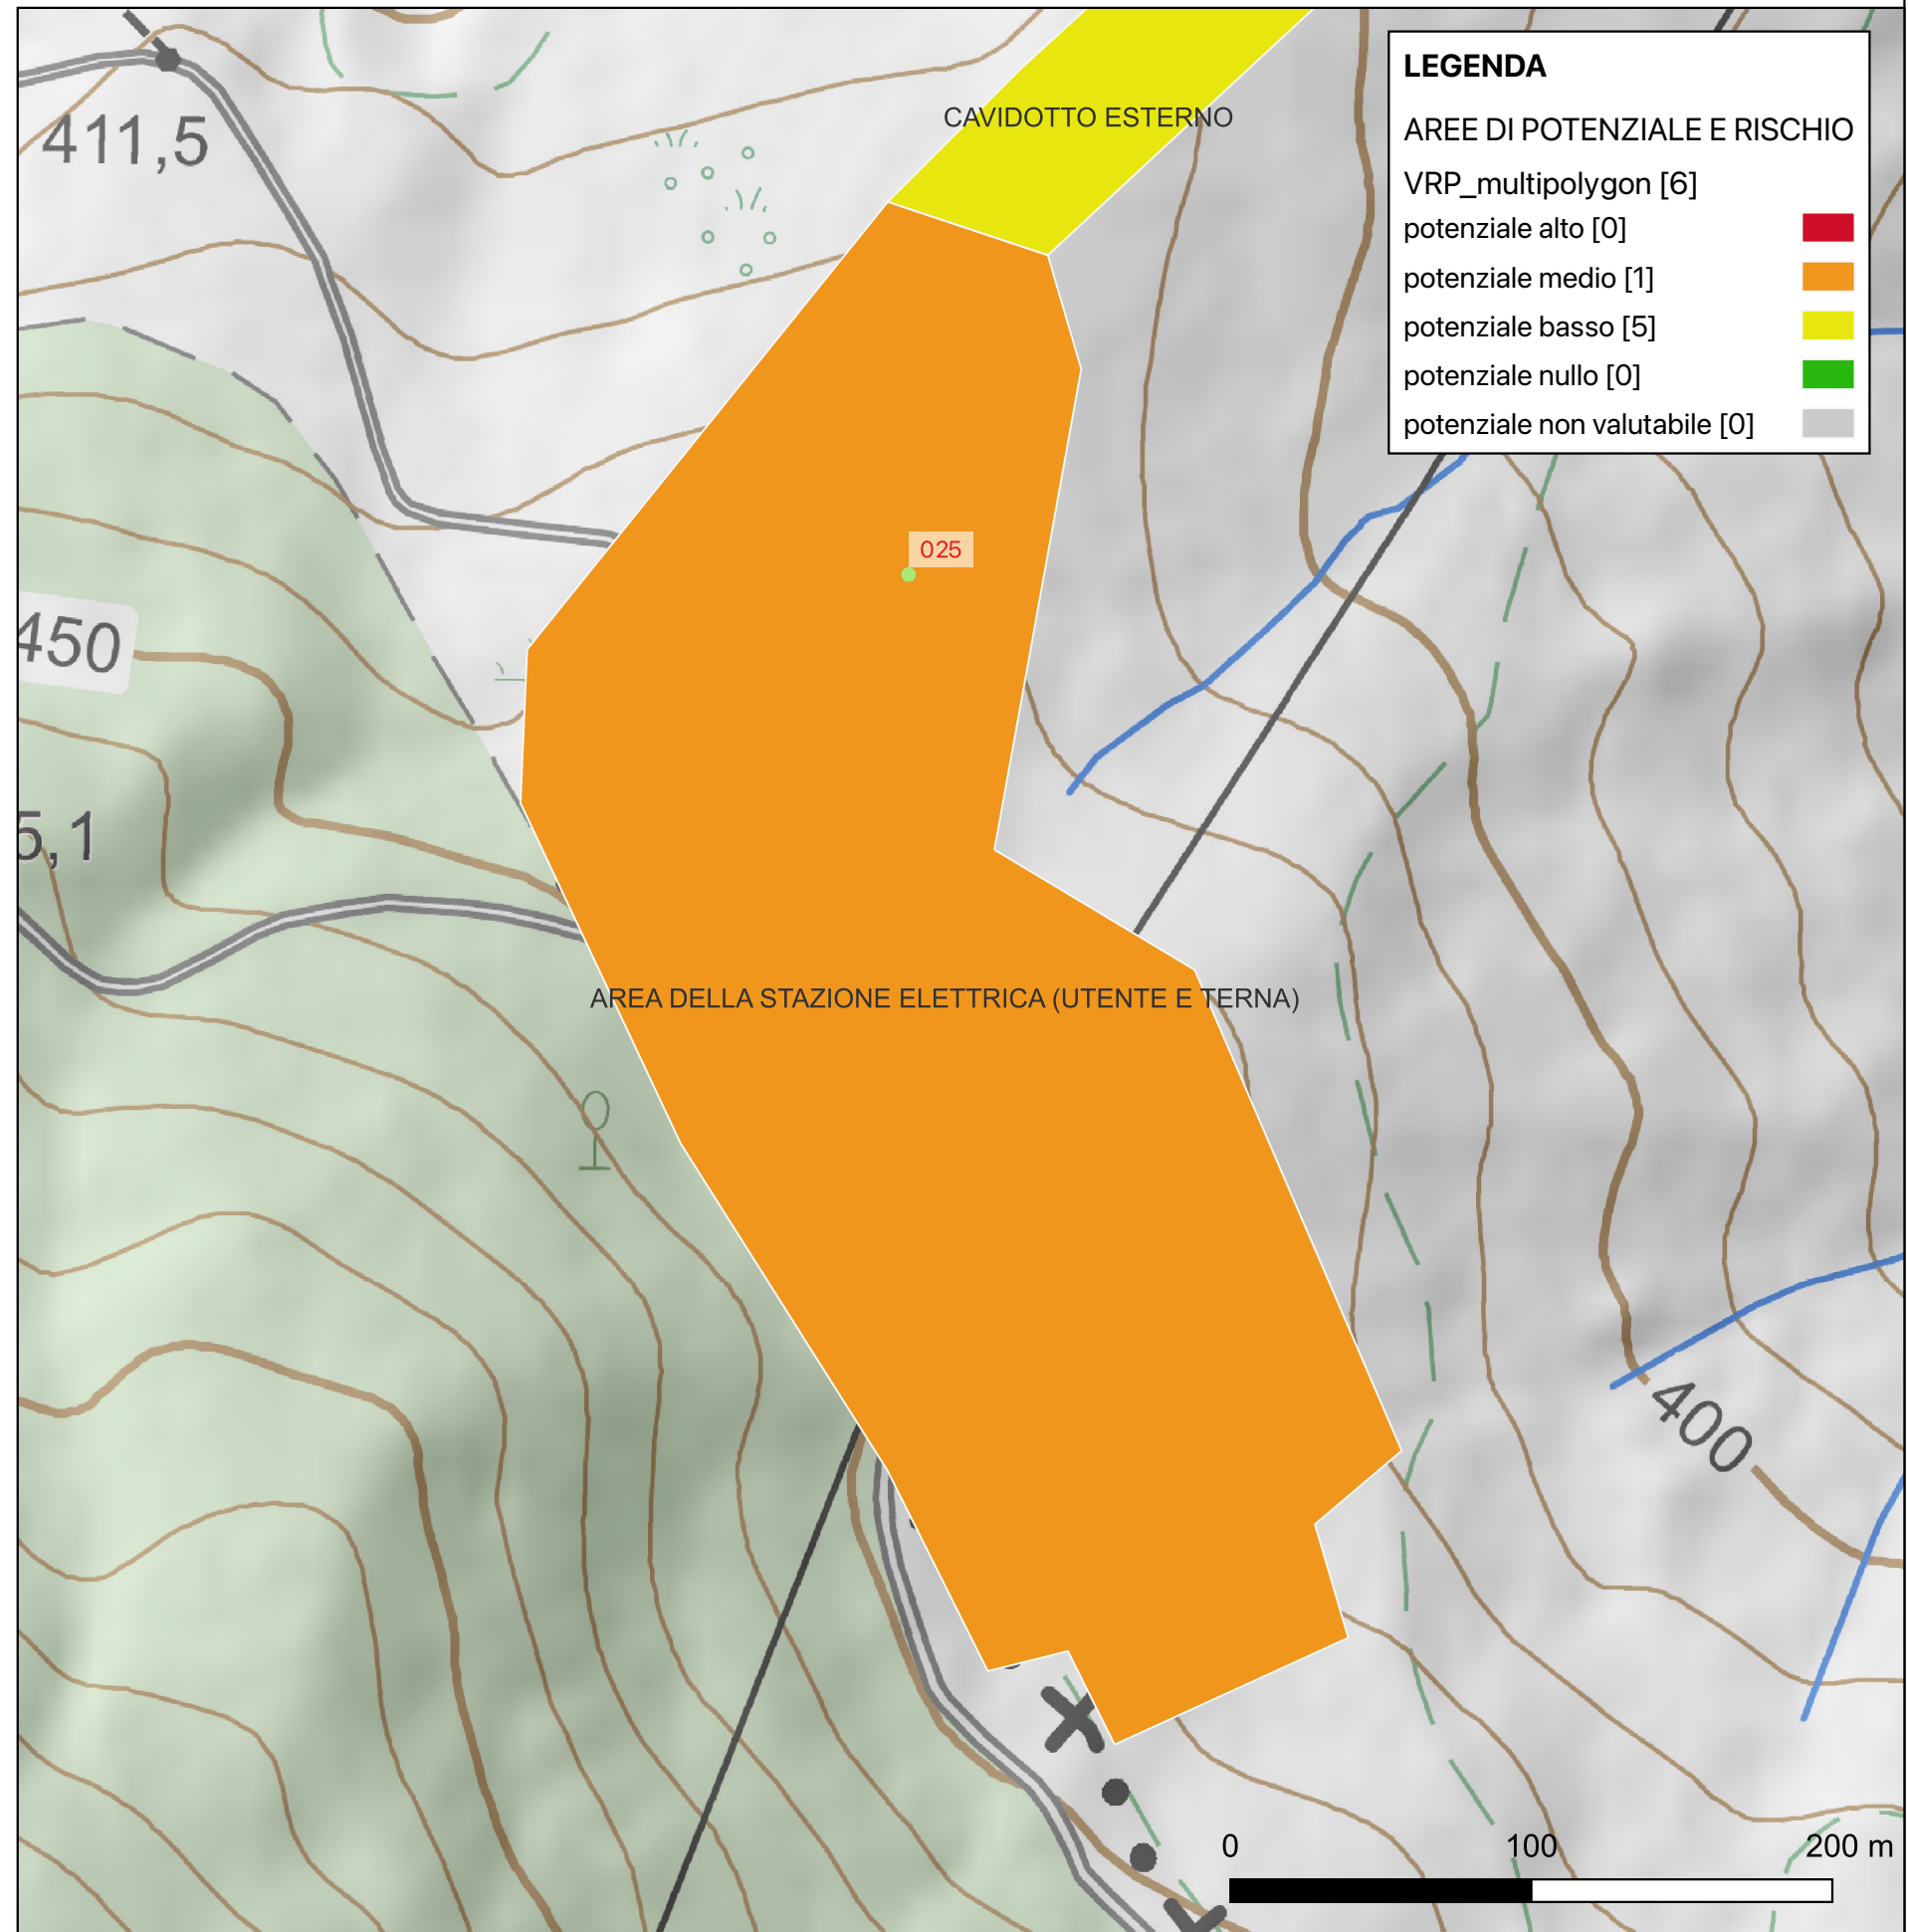 LEGENDA
AREE DI POTENZIALE E RISCHIO
VRP_multipolygon [6]
potenziale alto [0]
potenziale medio [1]
potenziale basso [5]
potenziale nullo [0]
potenziale non valutabile [0]
CAVIDOTTO ESTERNO
411,5
025
450
5,1
AREA DELLA STAZIONE ELETTRICA (UTENTE E TERNA)
400
0 100 200 m